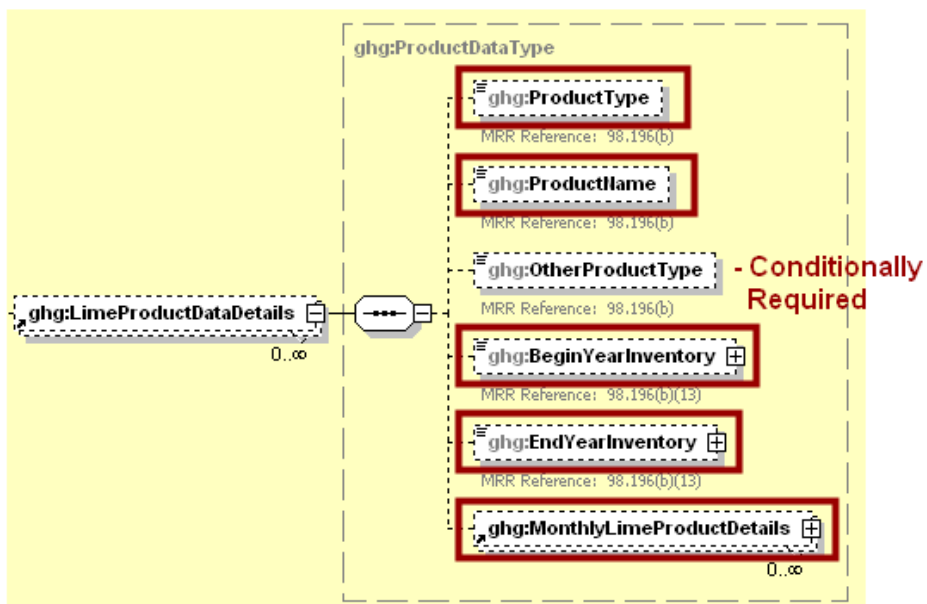 ghg:ProductDataType
ghg:ProductType
MRR Reference: 98.196(b)
ghg:ProductName
MRR Reference: 98.196(b)
ghg:OtherProductType
- Conditionally
Required
MRR Reference: 98.196(b)
ghg:LimeProductDataDetails
0..∞
ghg:BeginYearInventory
MRR Reference: 98.196(b)(13)
ghg:EndYearInventory
MRR Reference: 98.196(b)(13)
ghg:MonthlyLimeProductDetails
0..∞